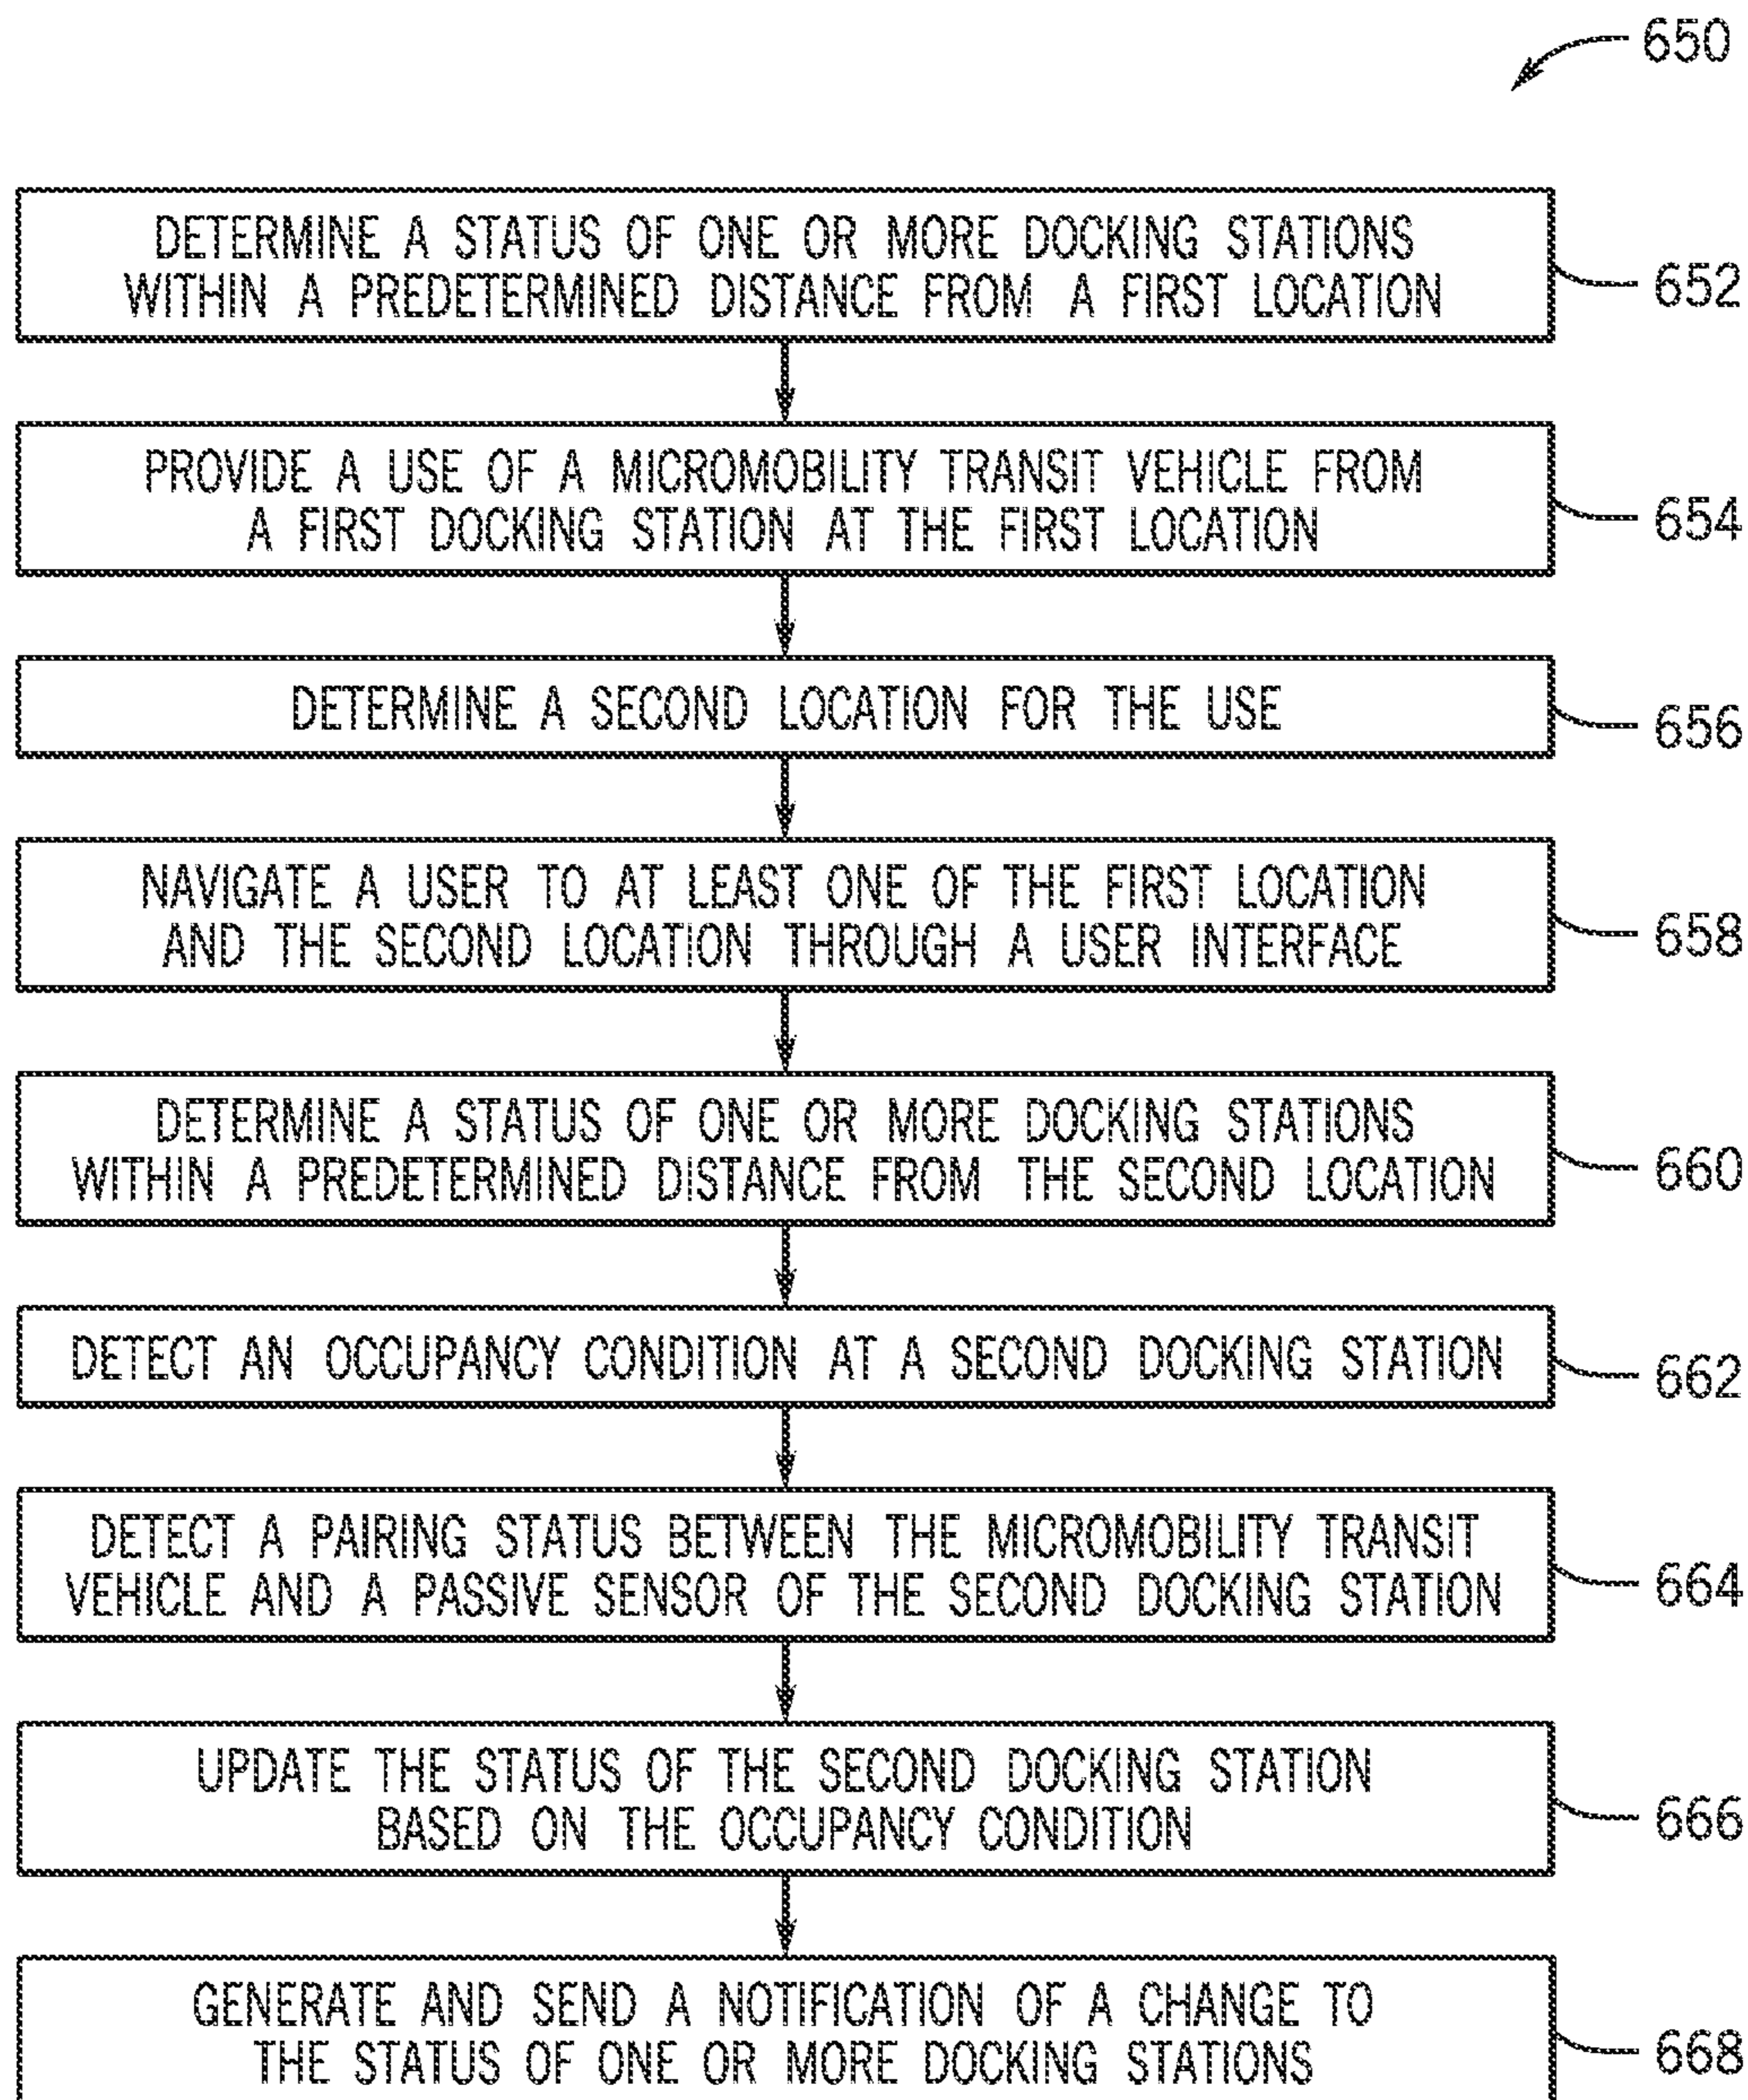 650
DETERMINE A STATUS OF ONE OR MORE DOCKING STATIONS
WITHIN A PREDETERMINED DISTANCE FROM A FIRST LOCATION
652
PROVIDE A USE OF A MICROMOBILITY TRANSIT VEHICLE FROM
A FIRST DOCKING STATION AT THE FIRST LOCATION
654
DETERMINE A SECOND LOCATION FOR THE USE
656
NAVIGATE A USER TO AT LEAST ONE OF THE FIRST LOCATION
AND THE SECOND LOCATION THROUGH A USER INTERFACE
658
DETERMINE A STATUS OF ONE OR MORE DOCKING STATIONS
WITHIN A PREDETERMINED DISTANCE FROM THE SECOND LOCATION
660
DETECT AN OCCUPANCY CONDITION AT A SECOND DOCKING STATION
662
DETECT A PAIRING STATUS BETWEEN THE MICROMOBILITY TRANSIT
VEHICLE AND A PASSIVE SENSOR OF THE SECOND DOCKING STATION
664
UPDATE THE STATUS OF THE SECOND DOCKING STATION
BASED ON THE OCCUPANCY CONDITION
666
GENERATE AND SEND A NOTIFICATION OF A CHANGE TO
THE STATUS OF ONE OR MORE DOCKING STATIONS
668